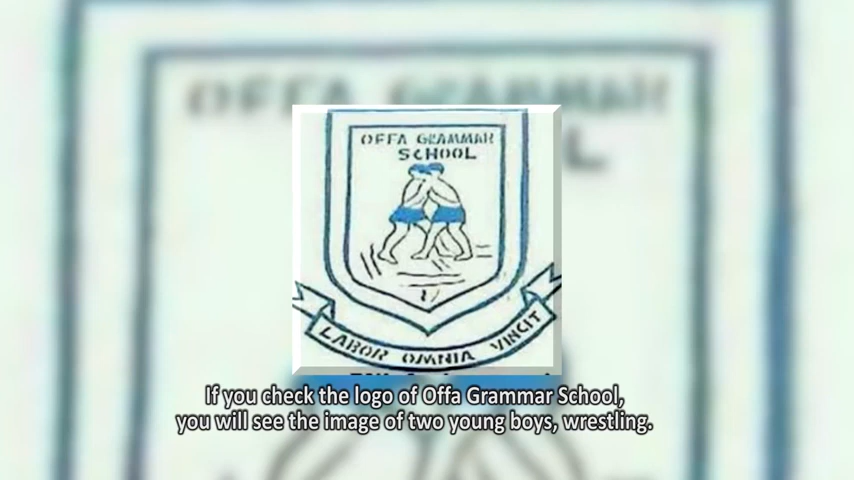 OFFA GRAMMAR
SCHOOL
LABOR OMNIA VINCIT
If you check the logo of Offa Grammar School,
you will see the image of two young boys, wrestling.